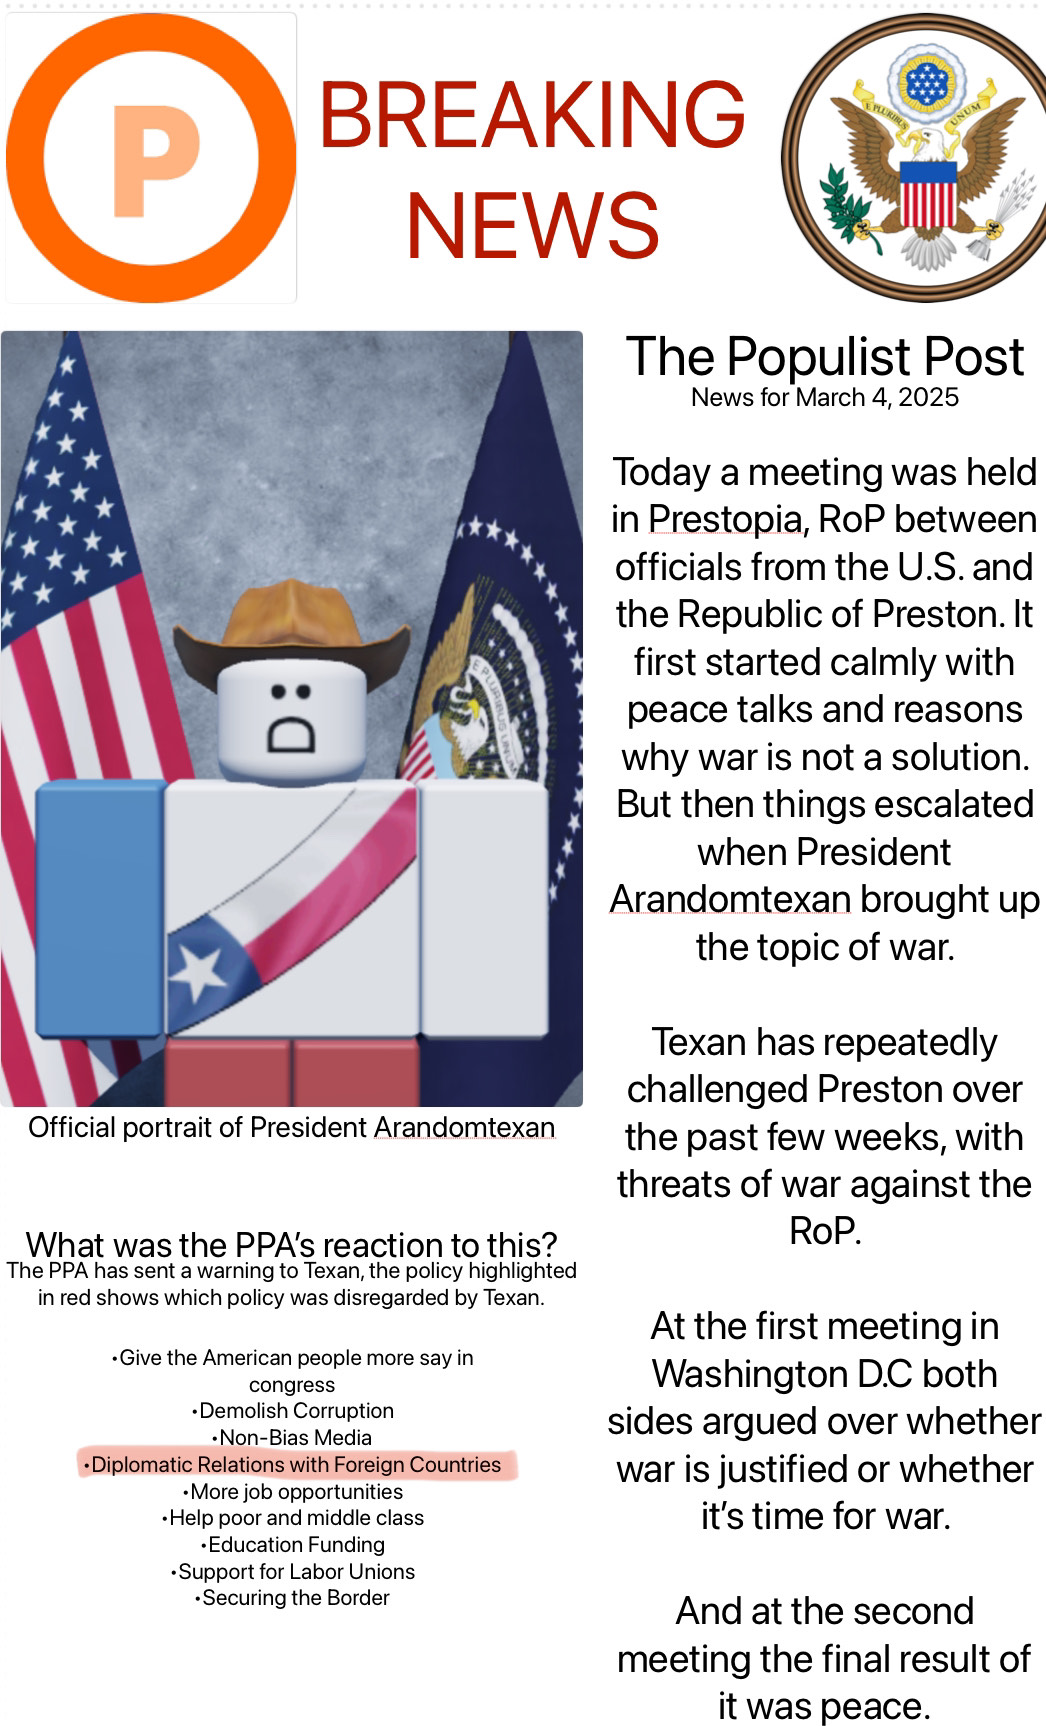 P
BREAKING
NEWS
E PLURIBUS UNUM
The Populist Post
News for March 4, 2025
Today a meeting was held
in Prestopia, RoP between
officials from the U.S. and
the Republic of Preston. It
first started calmly with
peace talks and reasons
why war is not a solution.
But then things escalated
when President
Arandomtexan brought up
the topic of war.
Texan has repeatedly
challenged Preston over
the past few weeks, with
threats of war against the
RoP.
At the first meeting in
Washington D.C both
sides argued over whether
war is justified or whether
it’s time for war.
And at the second
meeting the final result of
it was peace.
E PLURIBUS UNUM
Official portrait of President Arandomtexan
What was the PPA’s reaction to this?
The PPA has sent a warning to Texan, the policy highlighted
in red shows which policy was disregarded by Texan.
•Give the American people more say in
congress
•Demolish Corruption
•Non-Bias Media
•Diplomatic Relations with Foreign Countries
•More job opportunities
•Help poor and middle class
•Education Funding
•Support for Labor Unions
•Securing the Border